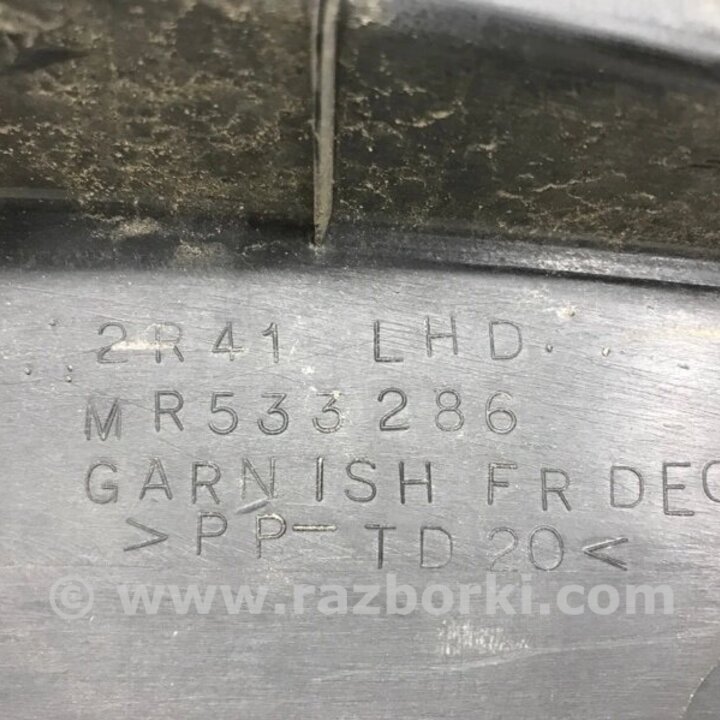 2R41 LHD
MR533286
GARNISH FR DEC
>PP-TD20<
© www.razborki.com